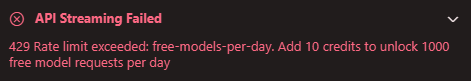 API Streaming Failed
429 Rate limit exceeded: free-models-per-day. Add 10 credits to unlock 1000
free model requests per day